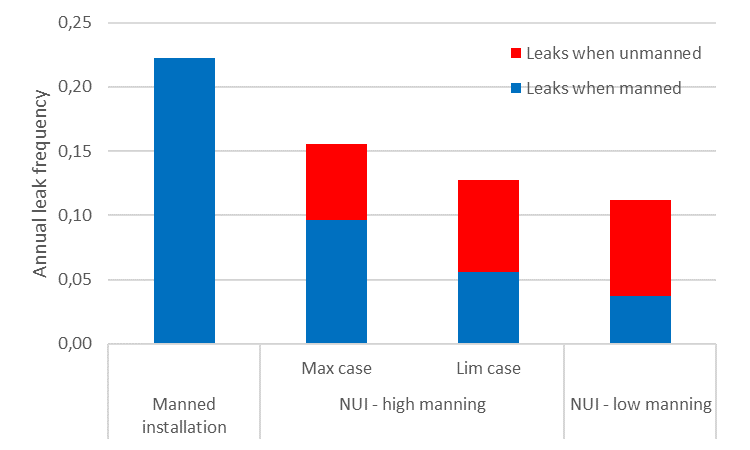 0,25
0,20
0,15
0,10
0,05
0,00
Annual leak frequency
Leaks when unmanned
Leaks when manned
Max case
Lim case
Manned
installation
NUI - high manning
NUI - low manning